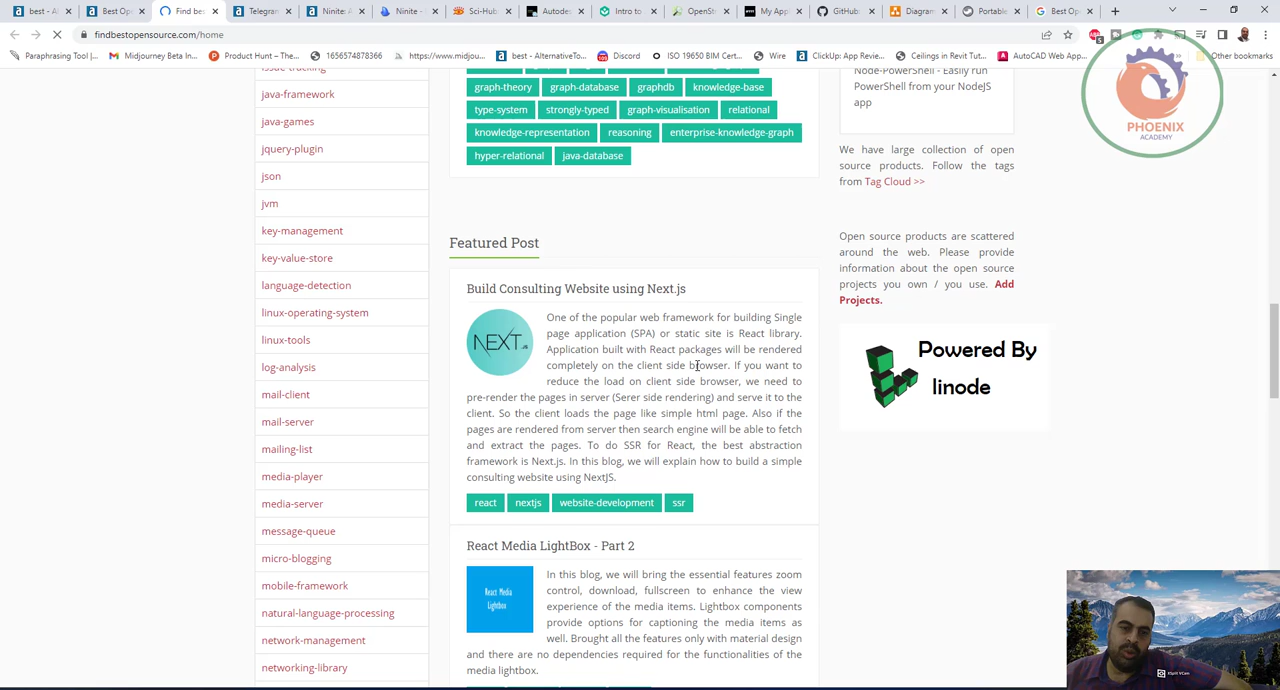 best - Al
Best Op
Find bes
Telegram
Ninite: A
Ninite -
Sci-Hub
Autodes
Intro to
OpenStr
My App
GitHub:
Diagram
Portable
Best Op
findbestopensource.com/home
Paraphrasing Tool |...
Midjourney Beta In...
Product Hunt – The...
1656574878366
https://www.midjou...
best - AlternativeTo...
Discord
ISO 19650 BIM Cert...
Wire
ClickUp: App Revie...
Ceilings in Revit Tut...
AutoCAD Web App...
Other bookmarks
issue-tracking
java-framework
java-games
jquery-plugin
json
jvm
key-management
key-value-store
language-detection
linux-operating-system
linux-tools
log-analysis
mail-client
mail-server
mailing-list
media-player
media-server
message-queue
micro-blogging
mobile-framework
natural-language-processing
network-management
networking-library
graph-theory graph-database graphdb knowledge-base
type-system strongly-typed graph-visualisation relational
knowledge-representation reasoning enterprise-knowledge-graph
hyper-relational java-database
Featured Post
Build Consulting Website using Next.js
NEXT.JS
One of the popular web framework for building Single
page application (SPA) or static site is React library.
Application built with React packages will be rendered
completely on the client side browser. If you want to
reduce the load on client side browser, we need to
pre-render the pages in server (Serer side rendering) and serve it to the
client. So the client loads the page like simple html page. Also if the
pages are rendered from server then search engine will be able to fetch
and extract the pages. To do SSR for React, the best abstraction
framework is Next.js. In this blog, we will explain how to build a simple
consulting website using NextJS.
react nextjs website-development ssr
React Media LightBox - Part 2
React Media
Lightbox
In this blog, we will bring the essential features zoom
control, download, fullscreen to enhance the view
experience of the media items. Lightbox components
provide options for captioning the media items as
well. Brought all the features only with material design
and there are no dependencies required for the functionalities of the
media lightbox.
Node-PowerShell - Easily run
PowerShell from your NodeJS
app
We have large collection of open
source products. Follow the tags
from Tag Cloud >>
Open source products are scattered
around the web. Please provide
information about the open source
projects you own / you use. Add
Projects.
Powered By
linode
PHOENIX
ACADEMY
XSplit VCam